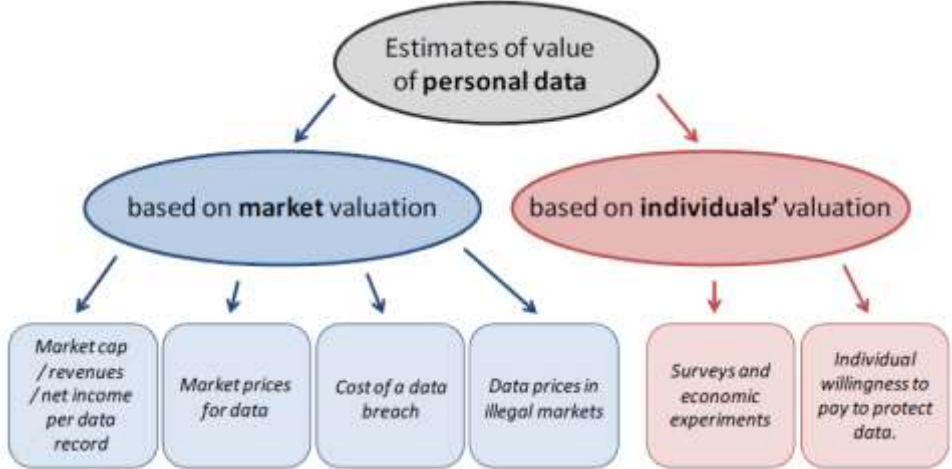 Estimates of value
of personal data
based on market valuation
based on individuals’ valuation
Market cap
/ revenues
/ net income
per data
record
Market prices
for data
Cost of a data
breach
Data prices in
illegal markets
Surveys and
economic
experiments
Individual
willingness to
pay to protect
data.